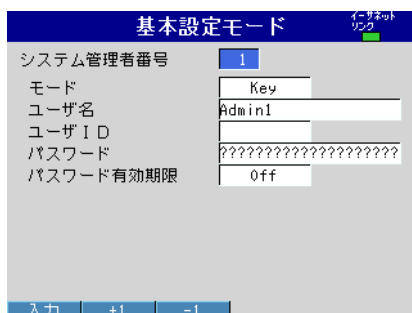 基本設定モード
イーサネット
リンク
システム管理者番号 1
モード Key
ユーザ名 Admin1
ユーザID
パスワード ????????????????????
パスワード有効期限 Off
入力 +1 -1